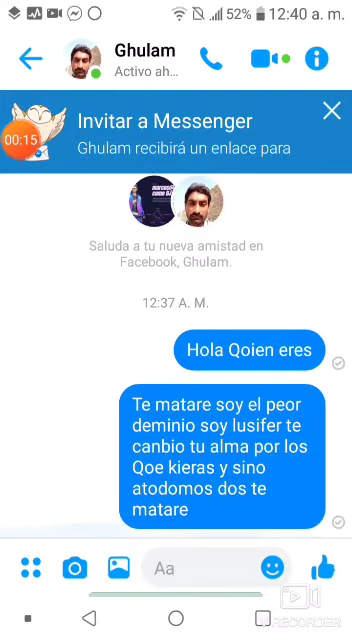 52% 12:40 a. m.
Ghulam
Activo ah...
Invitar a Messenger
00:15
Ghulam recibirá un enlace para
Saluda a tu nueva amistad en
Facebook, Ghulam.
12:37 A. M.
Hola Qoien eres
Te matare soy el peor
deminio soy lusifer te
canbio tu alma por los
Qoe kieras y sino
atodomos dos te
matare
Aa